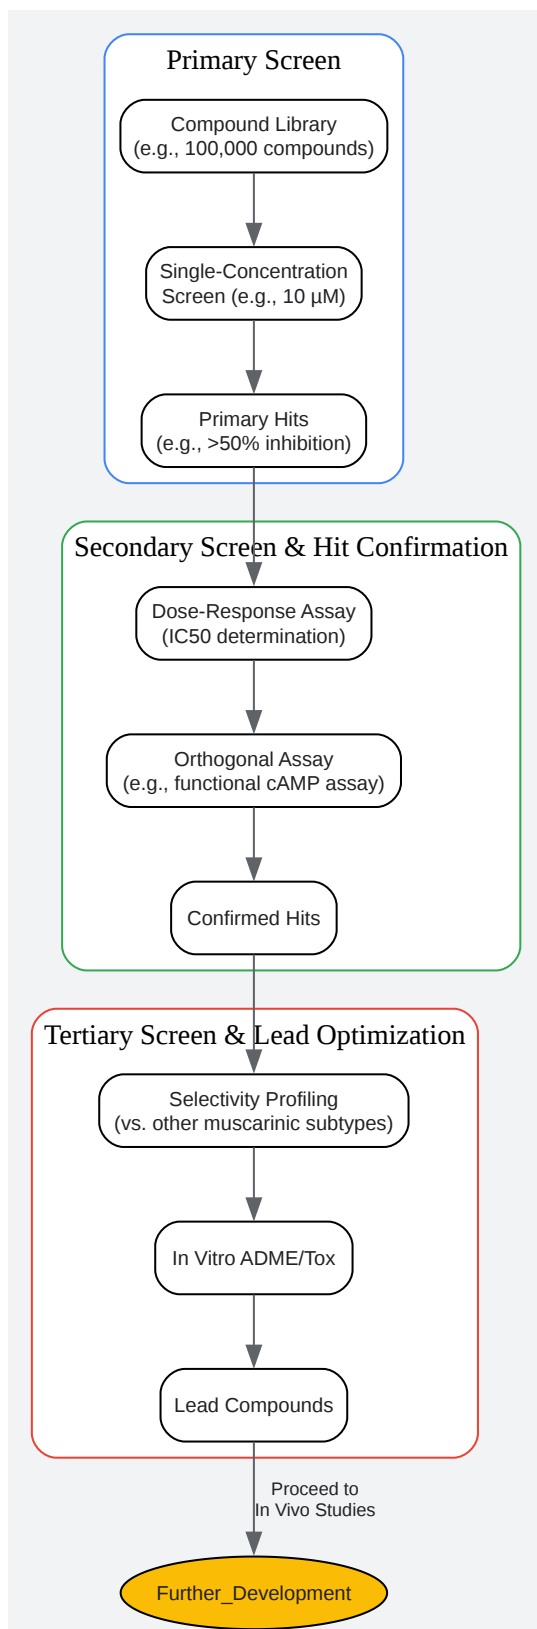 Primary Screen
Compound Library
(e.g., 100,000 compounds)
Single-Concentration
Screen (e.g., 10 µM)
Primary Hits
(e.g., >50% inhibition)
Secondary Screen & Hit Confirmation
Dose-Response Assay
(IC50 determination)
Orthogonal Assay
(e.g., functional cAMP assay)
Confirmed Hits
Tertiary Screen & Lead Optimization
Selectivity Profiling
(vs. other muscarinic subtypes)
In Vitro ADME/Tox
Lead Compounds
Proceed to
In Vivo Studies
Further_Development